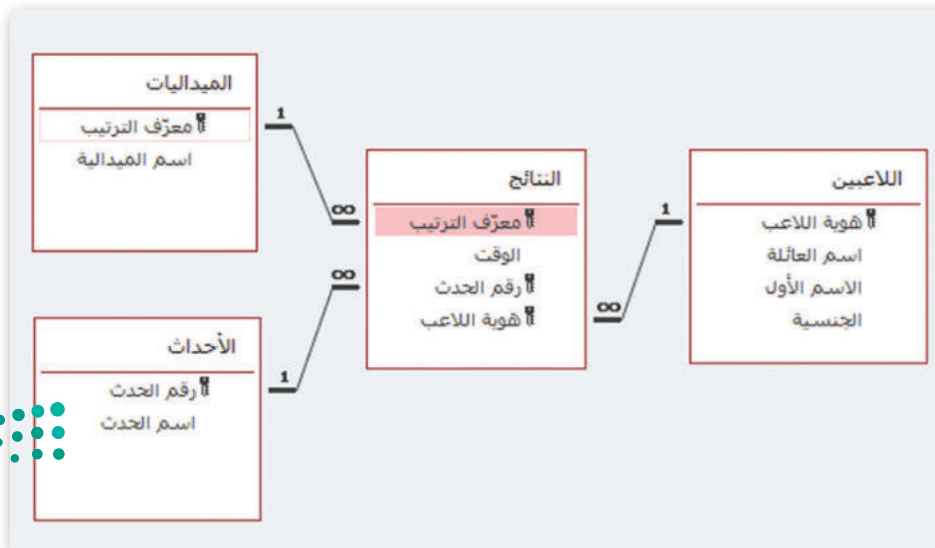 الميداليات
معرّف الترتيب
اسم الميدالية
1
∞
النتائج
معرّف الترتيب
الوقت
رقم الحدث
هوية اللاعب
∞
∞
1
اللاعبين
هوية اللاعب
اسم العائلة
الاسم الأول
الجنسية
الأحداث
رقم الحدث
اسم الحدث
1